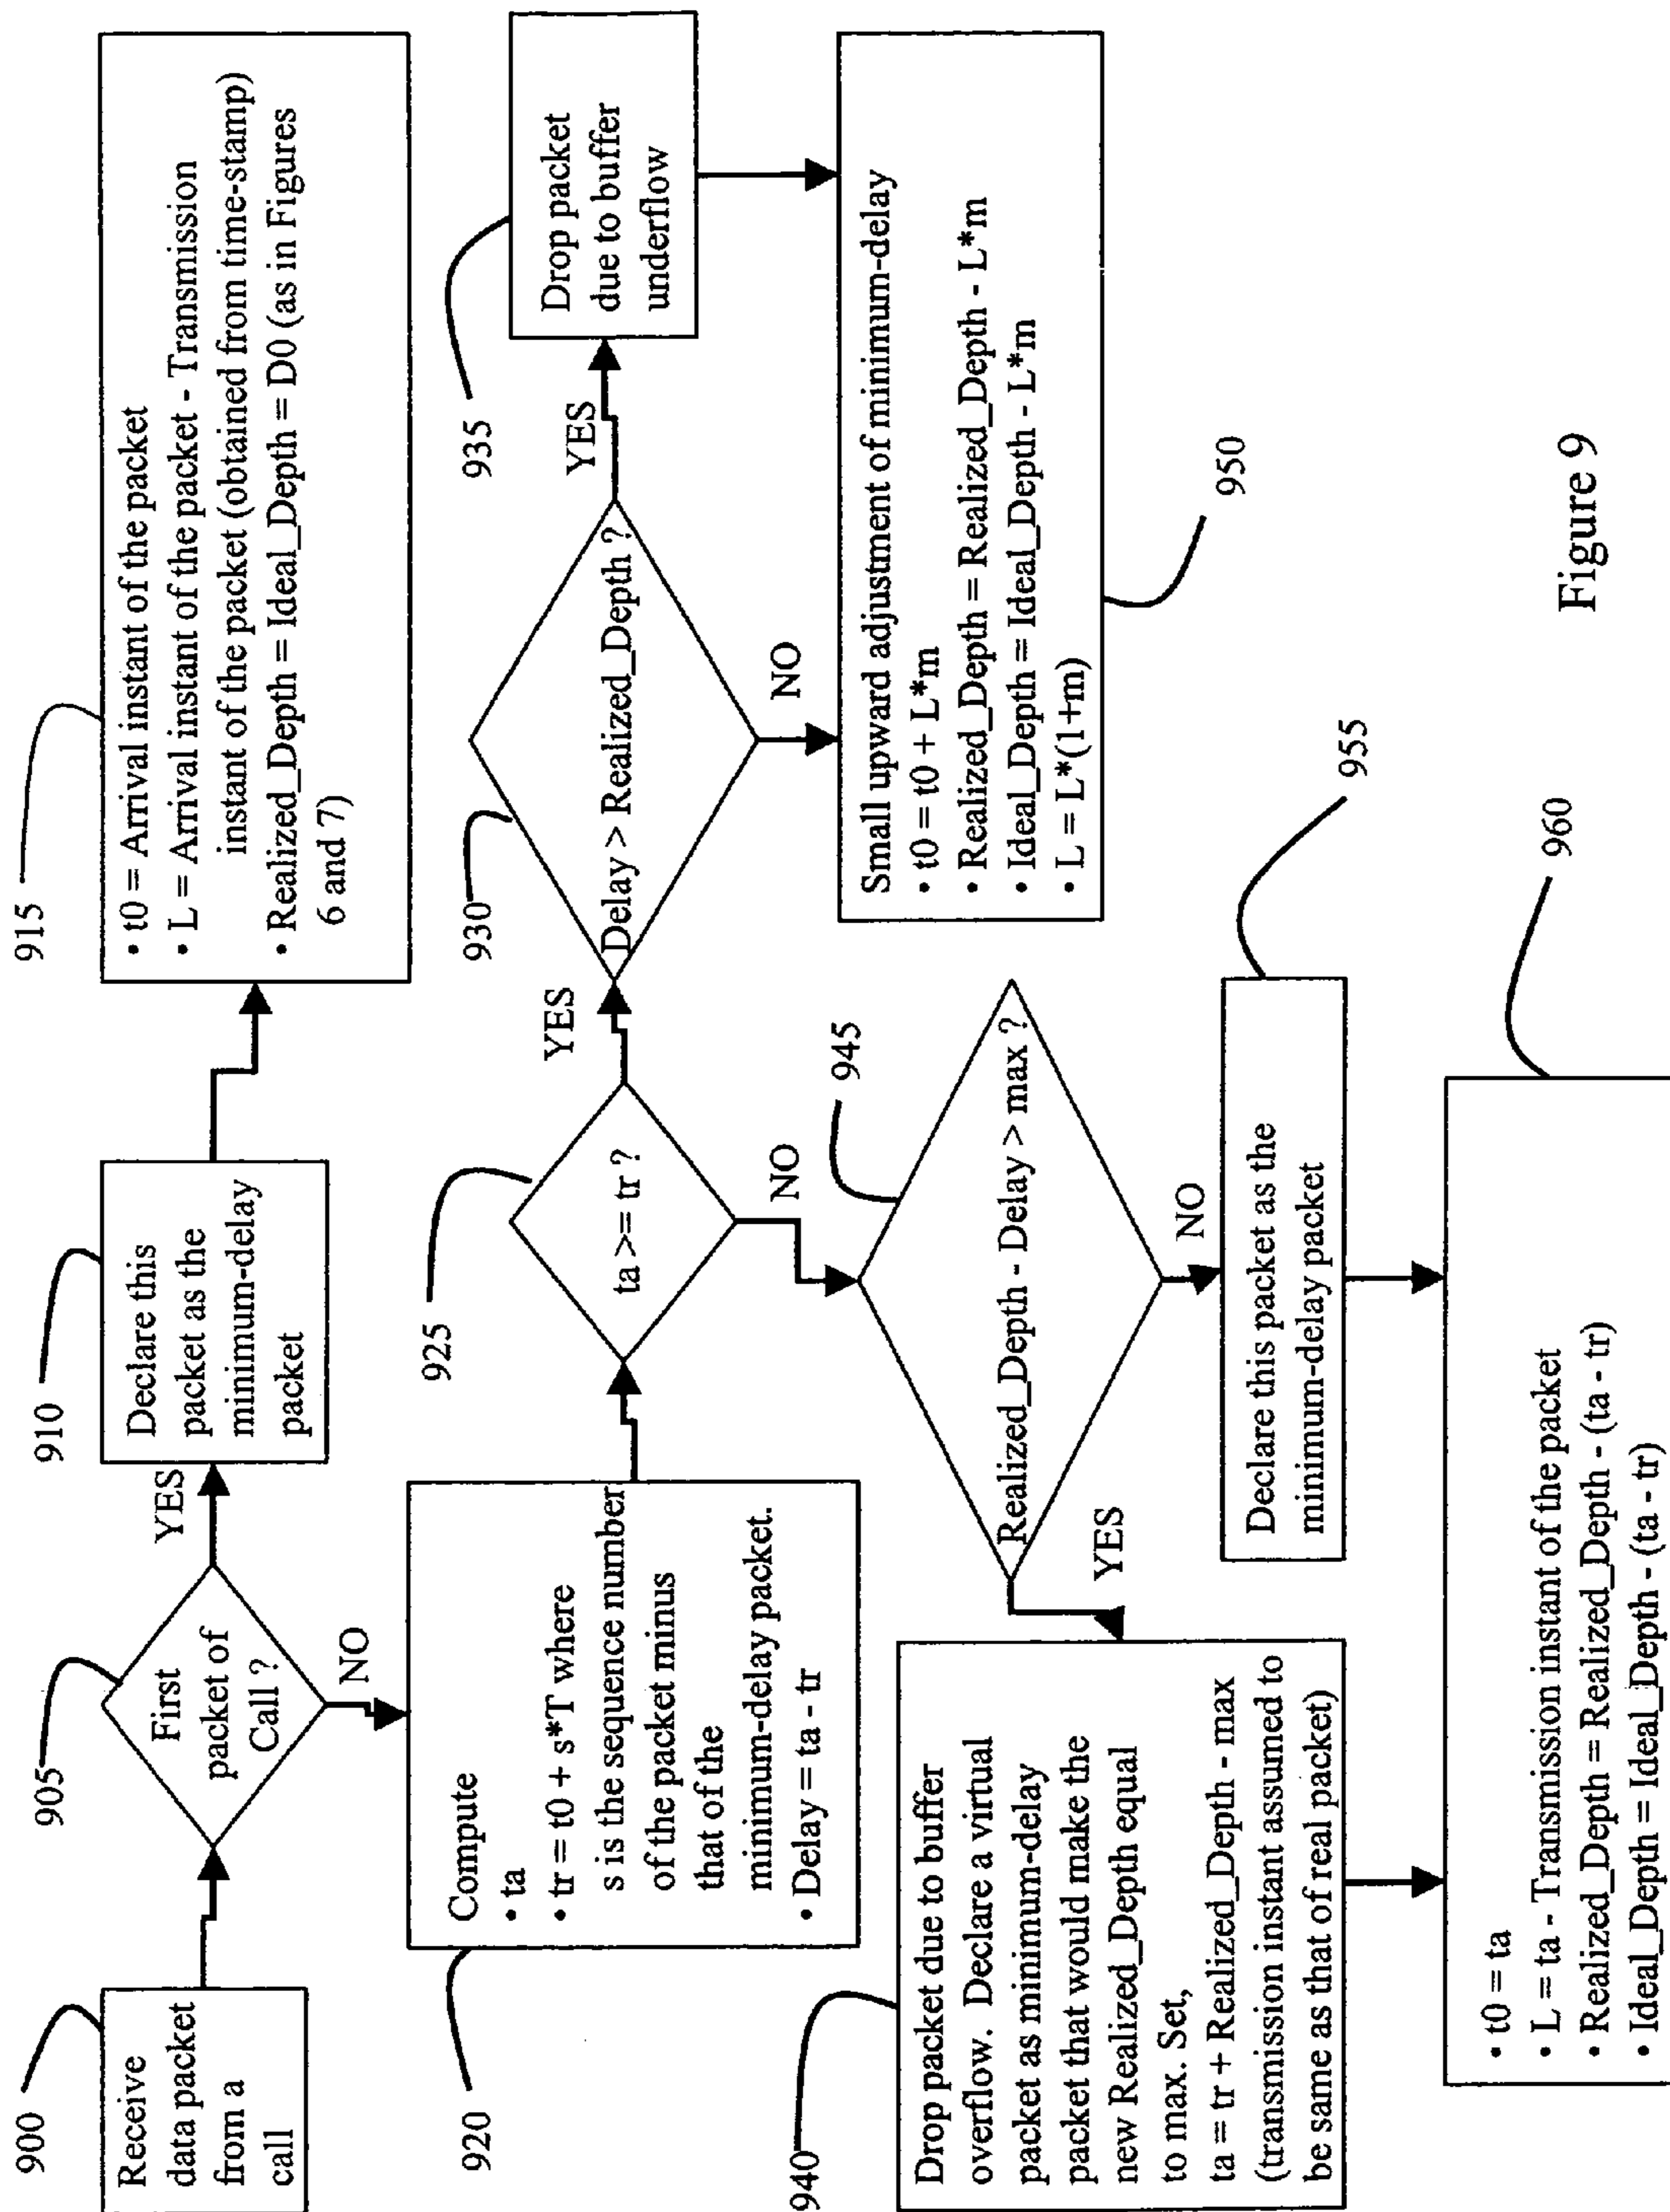 900
Receive
data packet
from a
call
905
First
packet of
Call ?
YES
NO
910
Declare this
packet as the
minimum-delay
packet
915
• t0 = Arrival instant of the packet
• L = Arrival instant of the packet - Transmission
instant of the packet (obtained from time-stamp)
• Realized_Depth = Ideal_Depth = D0 (as in Figures
6 and 7)
920
Compute
• ta
• tr = t0 + s*T where
s is the sequence number
of the packet minus
that of the
minimum-delay packet.
• Delay = ta - tr
925
ta >= tr ?
YES
NO
930
Delay > Realized_Depth ?
YES
NO
935
Drop packet
due to buffer
underflow
940
Drop packet due to buffer
overflow. Declare a virtual
packet as minimum-delay
packet that would make the
new Realized_Depth equal
to max. Set,
ta = tr + Realized_Depth - max
(transmission instant assumed to
be same as that of real packet)
945
Realized_Depth - Delay > max ?
YES
NO
950
Small upward adjustment of minimum-delay
• t0 = t0 + L*m
• Realized_Depth = Realized_Depth - L*m
• Ideal_Depth = Ideal_Depth - L*m
• L = L*(1+m)
955
Declare this packet as the
minimum-delay packet
960
• t0 = ta
• L = ta - Transmission instant of the packet
• Realized_Depth = Realized_Depth - (ta - tr)
• Ideal_Depth = Ideal_Depth - (ta - tr)
Figure 9